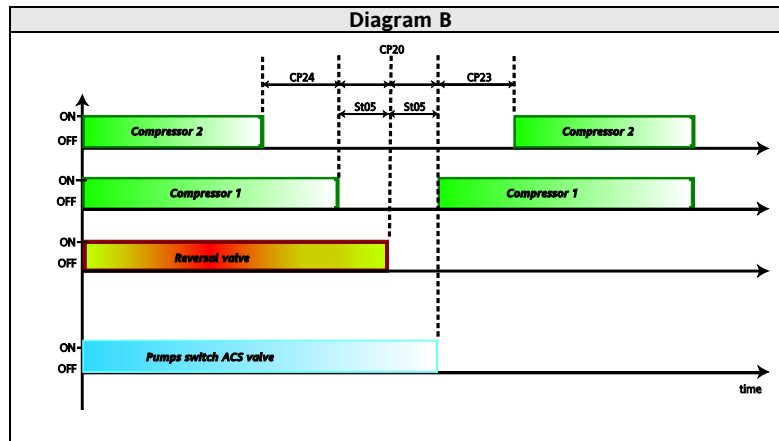 Diagram B
CP20
CP24
CP23
St05
St05
ON
OFF
Compressor 2
Compressor 2
ON
OFF
Compressor 1
Compressor 1
ON
OFF
Reversal valve
ON
OFF
Pumps switch ACS valve
time